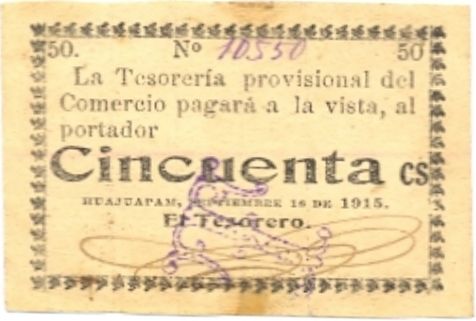 50. Nº 10550 50
La Tesorería provisional del
Comercio pagará a la vista, al
portador
Cincuenta cs
HUAJUAPAM, SEPTIEMBRE 16 DE 1915.
El Tesorero.